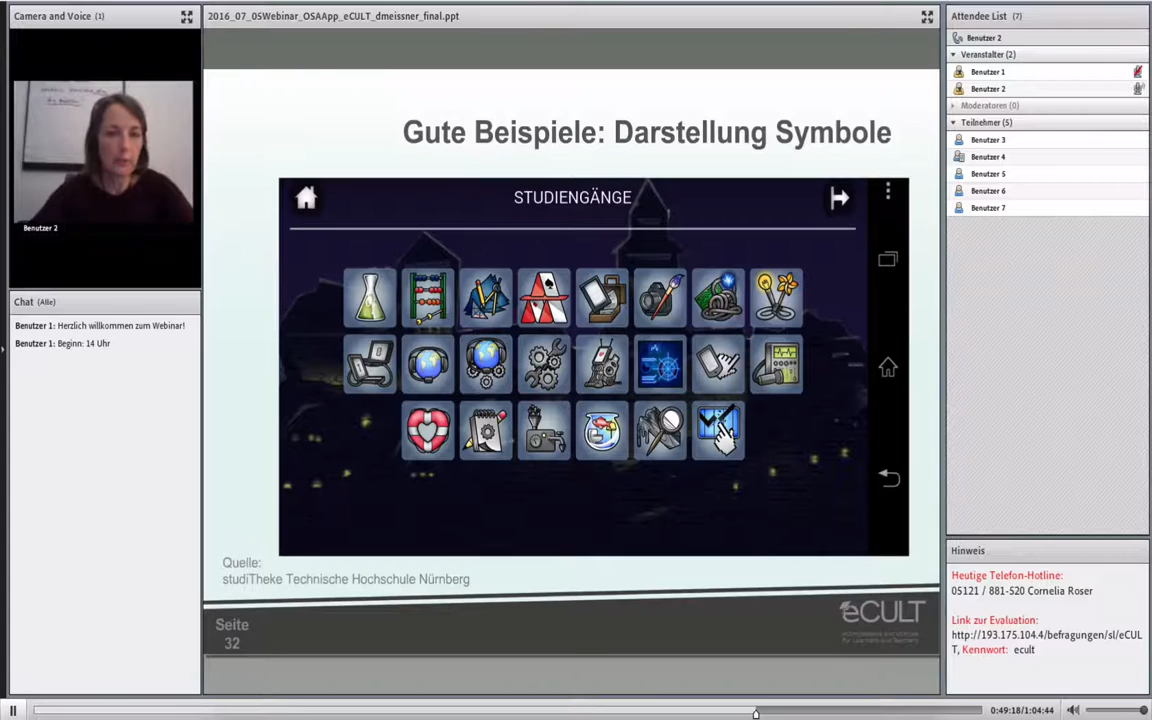 Camera and Voice (1)
Benutzer 2
Chat (Alle)
Benutzer 1: Herzlich willkommen zum Webinar!
Benutzer 1: Beginn: 14 Uhr
2016_07_05Webinar_OSAApp_eCULT_dmeissner_final.ppt
Gute Beispiele: Darstellung Symbole
STUDIENGÄNGE
Quelle:
studiTheke Technische Hochschule Nürnberg
Seite
32
eCULT
Attendee List (7)
Benutzer 2
Veranstalter (2)
Benutzer 1
Benutzer 2
Moderatoren (0)
Teilnehmer (5)
Benutzer 3
Benutzer 4
Benutzer 5
Benutzer 6
Benutzer 7
Hinweis
Heutige Telefon-Hotline:
05121 / 881-520 Cornelia Roser
Link zur Evaluation:
http://193.175.104.4/befragungen/sl/eCUL
T, Kennwort: ecult
0:49:18/1:04:44